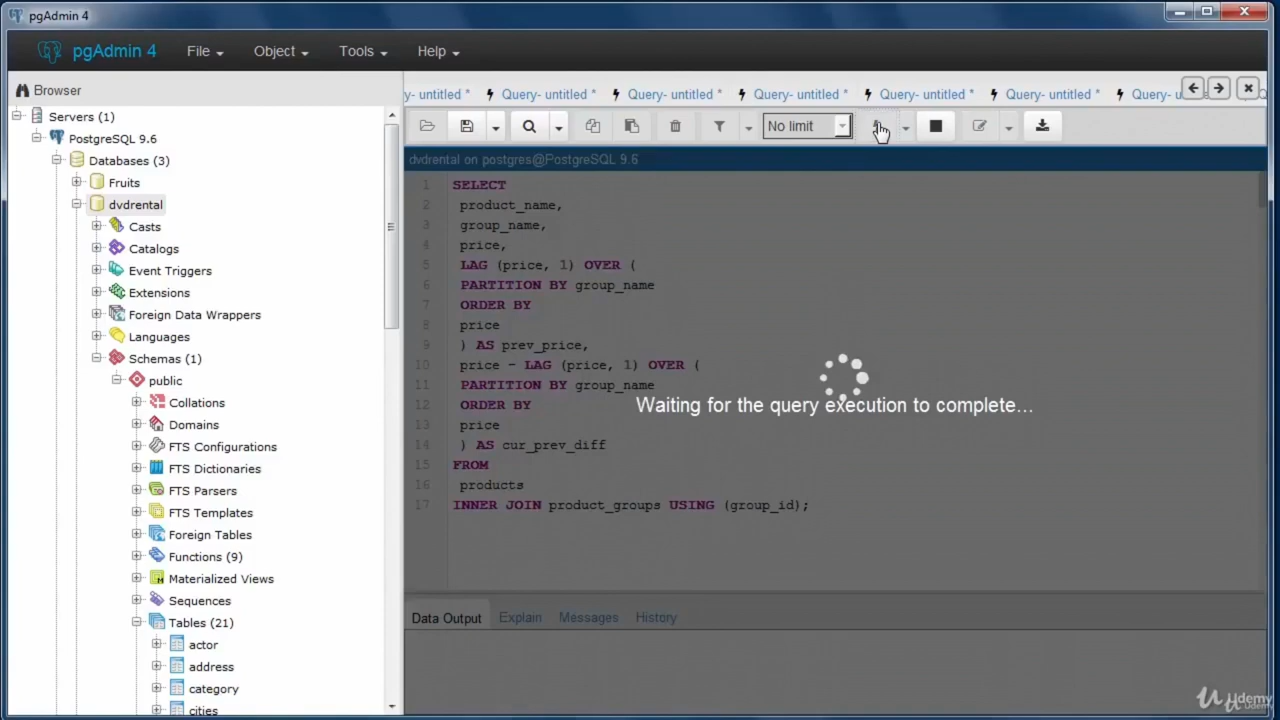 pgAdmin 4
pgAdmin 4 File Object Tools Help
Browser
Query- untitled * Query- untitled * Query- untitled * Query- untitled * Query- untitled *
No limit
dvdrental on postgres@PostgreSQL 9.6
Servers (1)
PostgreSQL 9.6
Databases (3)
Fruits
dvdrental
Casts
Catalogs
Event Triggers
Extensions
Foreign Data Wrappers
Languages
Schemas (1)
public
Collations
Domains
FTS Configurations
FTS Dictionaries
FTS Parsers
FTS Templates
Foreign Tables
Functions (9)
Materialized Views
Sequences
Tables (21)
actor
address
category
cities
1 SELECT
2 product_name,
3 group_name,
4 price,
5 LAG (price, 1) OVER (
6 PARTITION BY group_name
7 ORDER BY
8 price
9 ) AS prev_price,
10 price - LAG (price, 1) OVER (
11 PARTITION BY group_name
12 ORDER BY
13 price
14 ) AS cur_prev_diff
15 FROM
16 products
17 INNER JOIN product_groups USING (group_id);
Waiting for the query execution to complete...
Data Output Explain Messages History
Udemy